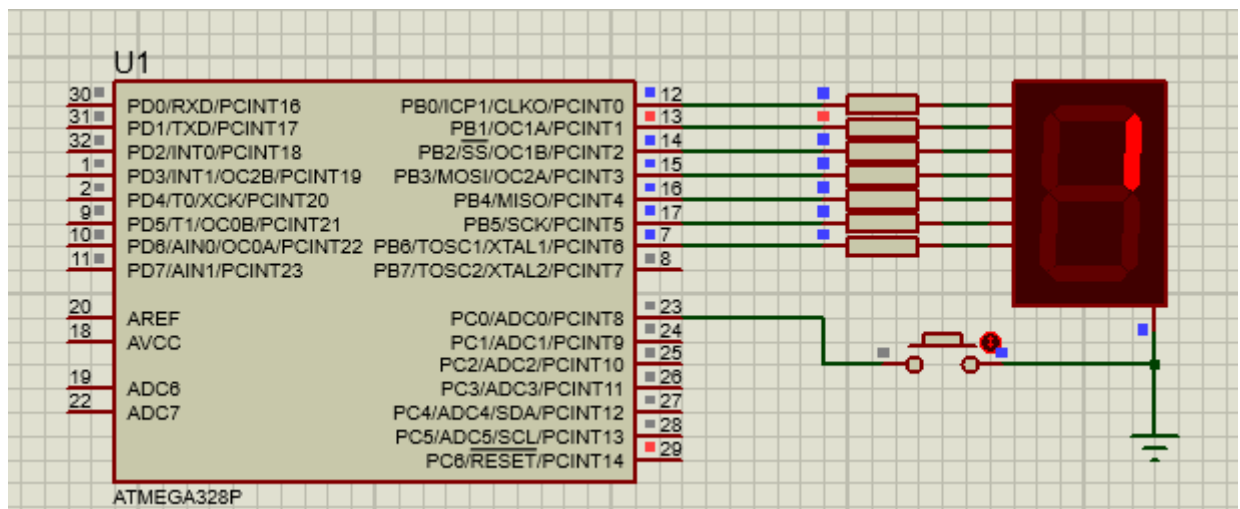 U1
30 PD0/RXD/PCINT16 PB0/ICP1/CLKO/PCINT0 12
31 PD1/TXD/PCINT17 PB1/OC1A/PCINT1 13
32 PD2/INT0/PCINT18 PB2/SS/OC1B/PCINT2 14
1 PD3/INT1/OC2B/PCINT19 PB3/MOSI/OC2A/PCINT3 15
2 PD4/T0/XCK/PCINT20 PB4/MISO/PCINT4 16
9 PD5/T1/OC0B/PCINT21 PB5/SCK/PCINT5 17
10 PD6/AIN0/OC0A/PCINT22 PB6/TOSC1/XTAL1/PCINT6 7
11 PD7/AIN1/PCINT23 PB7/TOSC2/XTAL2/PCINT7 8
20 AREF PC0/ADC0/PCINT8 23
18 AVCC PC1/ADC1/PCINT9 24
PC2/ADC2/PCINT10 25
19 ADC6 PC3/ADC3/PCINT11 26
22 ADC7 PC4/ADC4/SDA/PCINT12 27
PC5/ADC5/SCL/PCINT13 28
PC6/RESET/PCINT14 29
ATMEGA328P